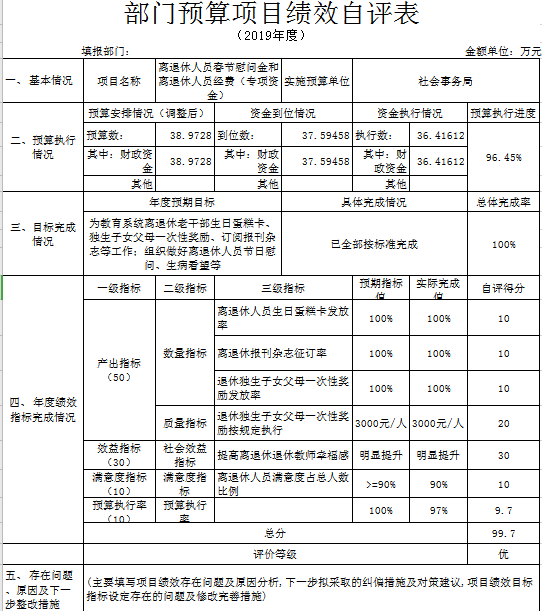 部门预算项目绩效自评表
（2019年度）
填报部门: 金额单位: 万元
一、基本情况 项目名称 离退休人员春节慰问金和
离退休人员经费（专项资
金） 实施预算单位 社会事务局
二、预算执行
情况 预算安排情况（调整后） 资金到位情况 资金执行情况 预算执行进度
预算数: 38.9728 到位数: 37.59458 执行数: 36.41612 96.45%
其中: 财政资
金 38.9728 其中: 财政
资金 37.59458 其中: 财
政资金 36.41612
其他 其他 其他
三、目标完成
情况 年度预期目标 具体完成情况 总体完成率
为教育系统离退休老干部生日蛋糕卡、
独生子女父母一次性奖励、订阅报刊杂
志等工作；组织做好离退休人员节日慰
问、生病看望等 已全部按标准完成 100%
四、年度绩效
指标完成情况 一级指标 二级指标 三级指标 预期指标
值 实际完成
值 自评得分
产出指标
（50） 数量指标 离退休人员生日蛋糕卡发放
率 100% 100% 10
离退休报刊杂志征订率 100% 100% 10
退休独生子女父母一次性奖
励发放率 100% 100% 10
质量指标 退休独生子女父母一次性奖
励按规定执行 3000元/人 3000元/人 20
效益指标
（30） 社会效益
指标 提高离退休退休教师幸福感 明显提升 明显提升 30
满意度指标
（10） 满意度指
标 离退休人员满意度占总人数
比例 >=90% 90% 10
预算执行率
（10） 预算执行
率 100% 97% 9.7
总分 99.7
评价等级 优
五、存在问题
、原因及下一
步整改措施 (主要填写项目绩效存在问题及原因分析,下一步拟采取的纠偏措施及对策建议,项目绩效目标
指标设定存在的问题及修改完善措施)